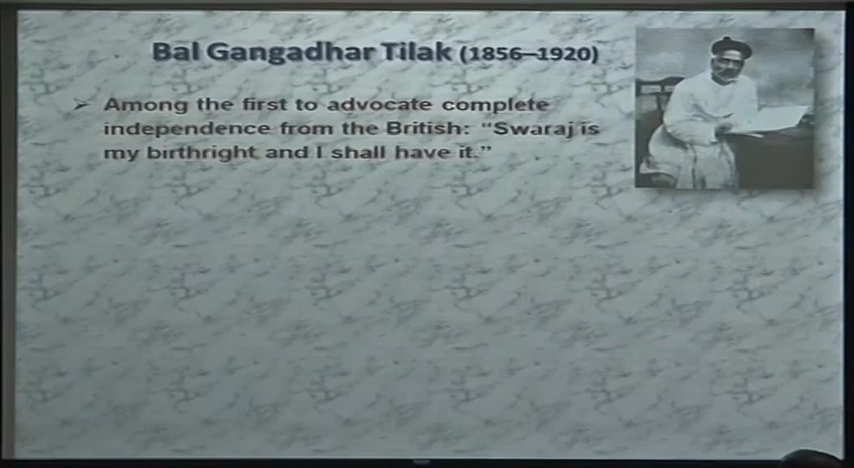 Bal Gangadhar Tilak (1856–1920)
➢ Among the first to advocate complete
independence from the British: “Swaraj is
my birthright and I shall have it.”